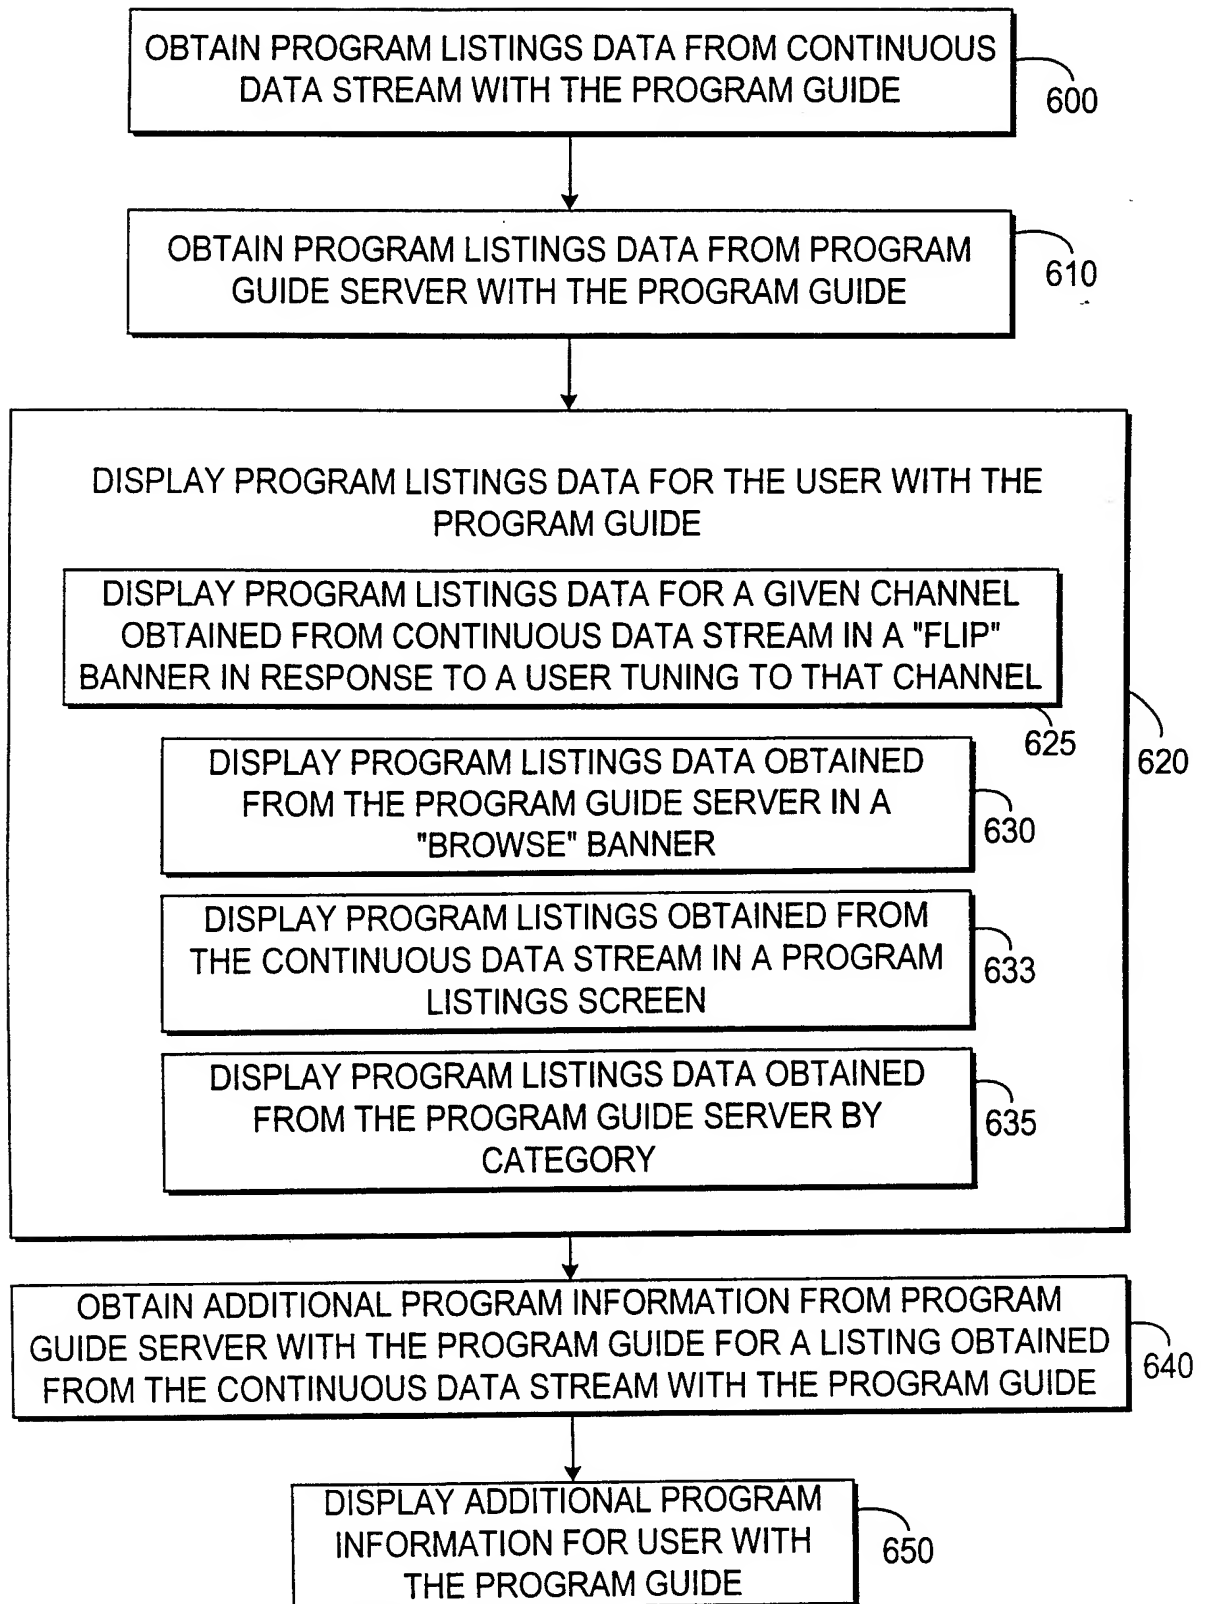 OBTAIN PROGRAM LISTINGS DATA FROM CONTINUOUS
DATA STREAM WITH THE PROGRAM GUIDE
600
OBTAIN PROGRAM LISTINGS DATA FROM PROGRAM
GUIDE SERVER WITH THE PROGRAM GUIDE
610
DISPLAY PROGRAM LISTINGS DATA FOR THE USER WITH THE
PROGRAM GUIDE
620
DISPLAY PROGRAM LISTINGS DATA FOR A GIVEN CHANNEL
OBTAINED FROM CONTINUOUS DATA STREAM IN A "FLIP"
BANNER IN RESPONSE TO A USER TUNING TO THAT CHANNEL
625
DISPLAY PROGRAM LISTINGS DATA OBTAINED
FROM THE PROGRAM GUIDE SERVER IN A
"BROWSE" BANNER
630
DISPLAY PROGRAM LISTINGS OBTAINED FROM
THE CONTINUOUS DATA STREAM IN A PROGRAM
LISTINGS SCREEN
633
DISPLAY PROGRAM LISTINGS DATA OBTAINED
FROM THE PROGRAM GUIDE SERVER BY
CATEGORY
635
OBTAIN ADDITIONAL PROGRAM INFORMATION FROM PROGRAM
GUIDE SERVER WITH THE PROGRAM GUIDE FOR A LISTING OBTAINED
FROM THE CONTINUOUS DATA STREAM WITH THE PROGRAM GUIDE
640
DISPLAY ADDITIONAL PROGRAM
INFORMATION FOR USER WITH
THE PROGRAM GUIDE
650